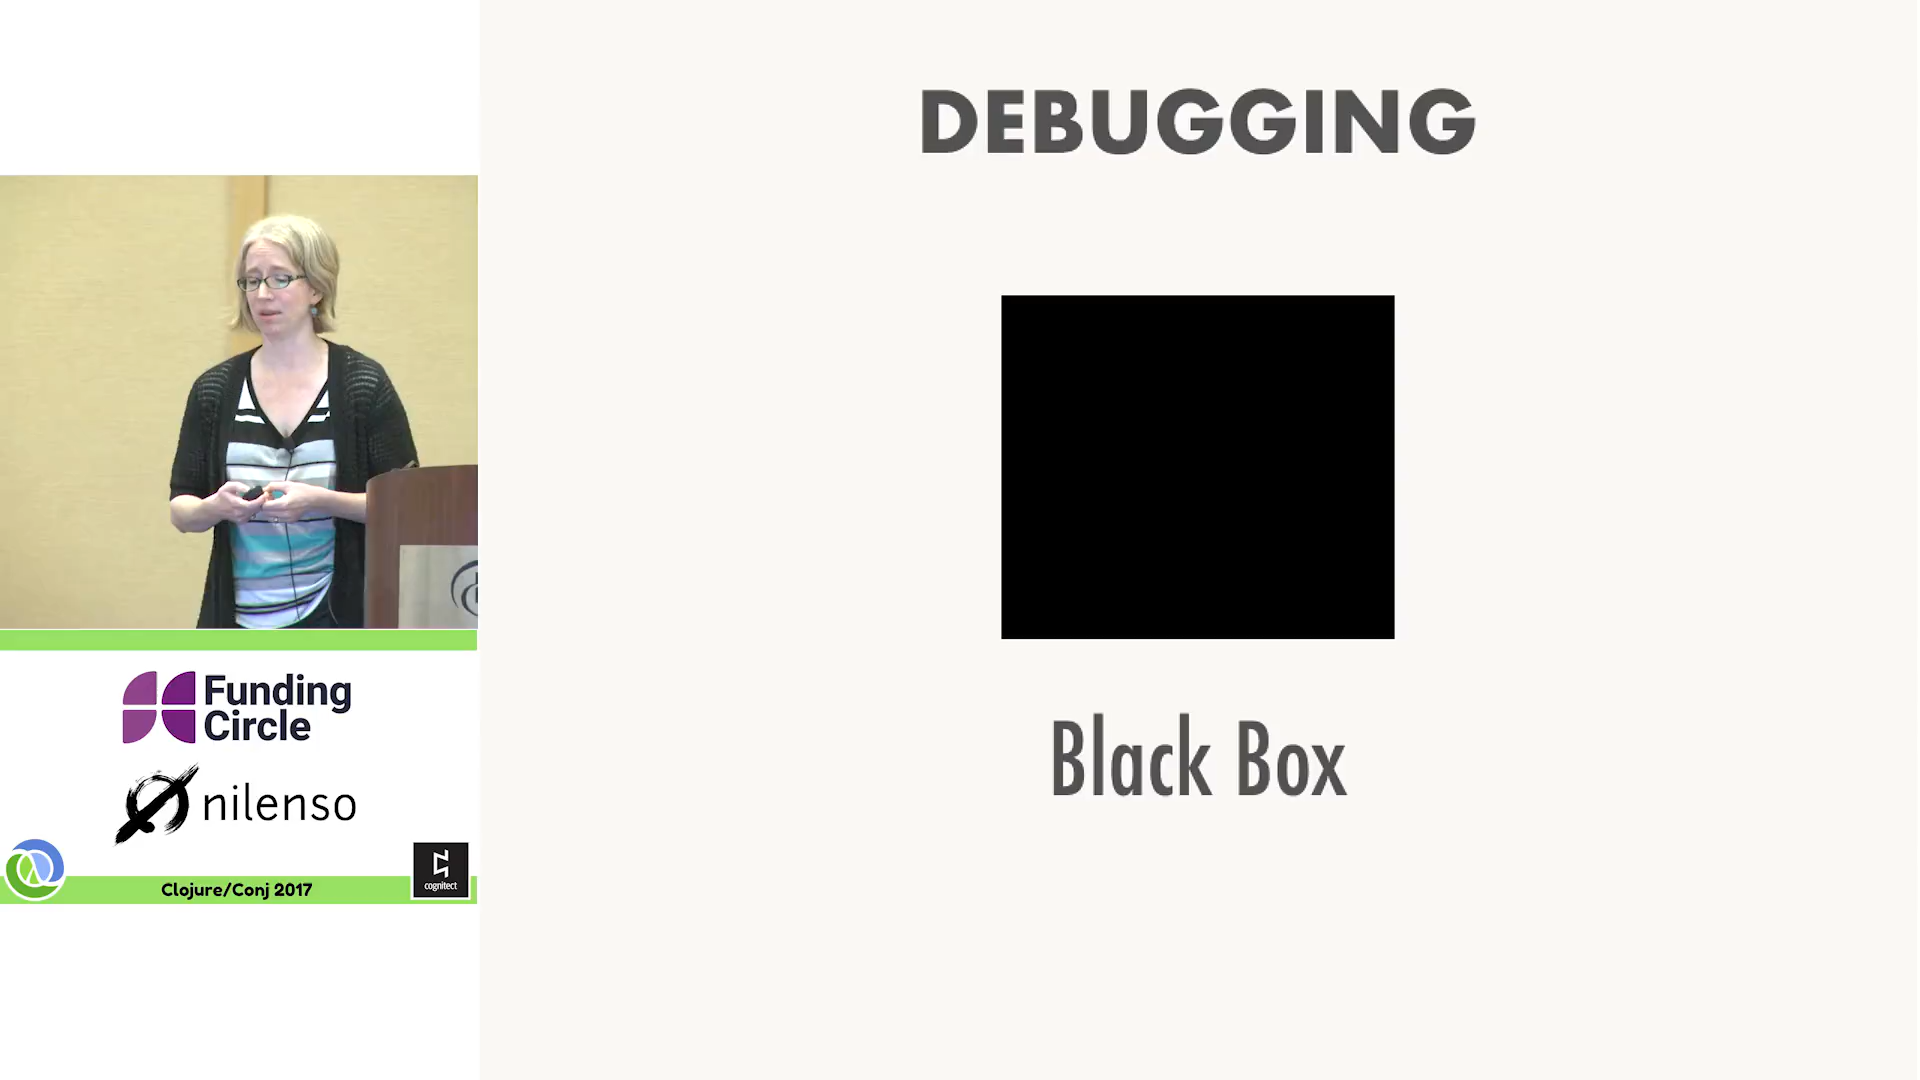 DEBUGGING
Black Box
Funding
Circle
nilenso
Clojure/Conj 2017
cognitect